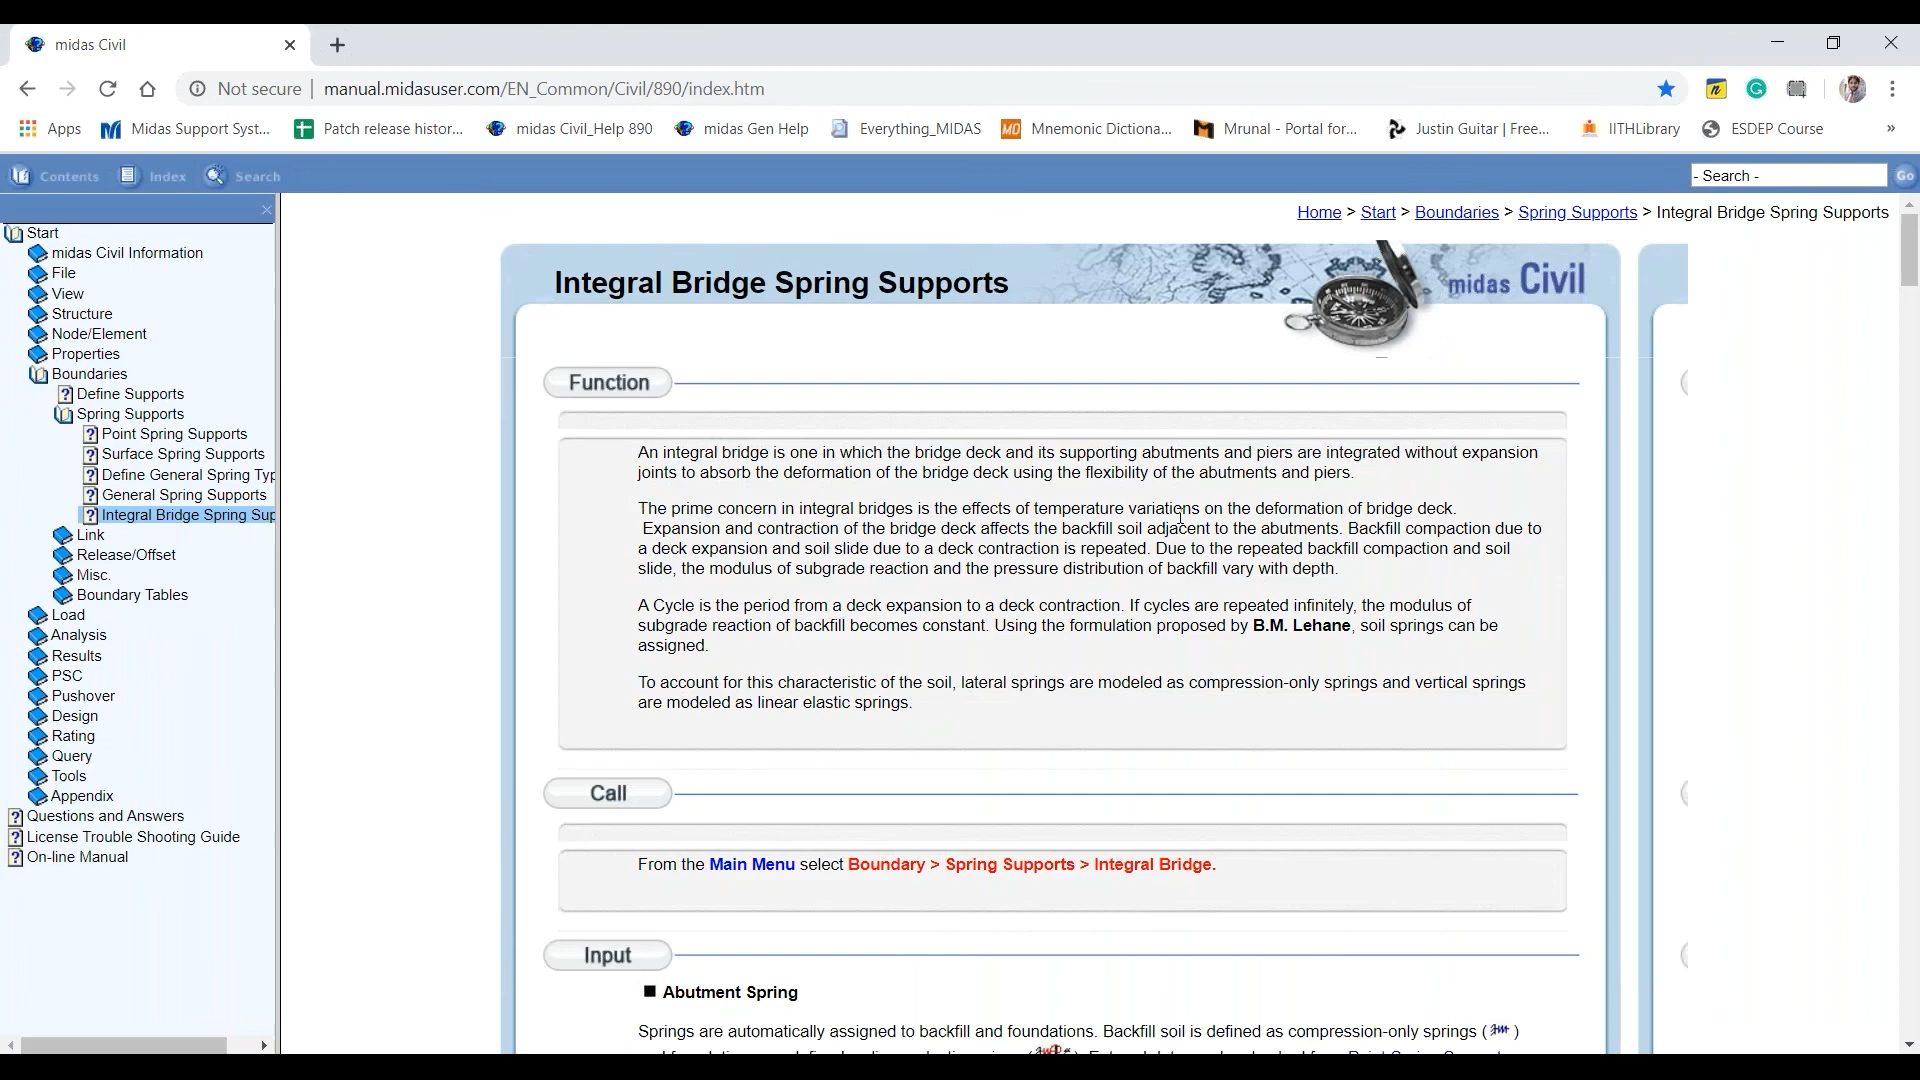 midas Civil
Not secure | manual.midasuser.com/EN_Common/Civil/890/index.htm
Apps
Midas Support Syst...
Patch release histor...
midas Civil_Help 890
midas Gen Help
Everything_MIDAS
Mnemonic Dictiona...
Mrunal - Portal for...
Justin Guitar | Free...
IITHLibrary
ESDEP Course
»
Contents
Index
Search
- Search -
Go
Home > Start > Boundaries > Spring Supports > Integral Bridge Spring Supports
Start
midas Civil Information
File
View
Structure
Node/Element
Properties
Boundaries
Define Supports
Spring Supports
Point Spring Supports
Surface Spring Supports
Define General Spring Typ
General Spring Supports
Integral Bridge Spring Sup
Link
Release/Offset
Misc.
Boundary Tables
Load
Analysis
Results
PSC
Pushover
Design
Rating
Query
Tools
Appendix
Questions and Answers
License Trouble Shooting Guide
On-line Manual
Integral Bridge Spring Supports
midas Civil
Function
An integral bridge is one in which the bridge deck and its supporting abutments and piers are integrated without expansion
joints to absorb the deformation of the bridge deck using the flexibility of the abutments and piers.
The prime concern in integral bridges is the effects of temperature variations on the deformation of bridge deck.
Expansion and contraction of the bridge deck affects the backfill soil adjacent to the abutments. Backfill compaction due to
a deck expansion and soil slide due to a deck contraction is repeated. Due to the repeated backfill compaction and soil
slide, the modulus of subgrade reaction and the pressure distribution of backfill vary with depth.
A Cycle is the period from a deck expansion to a deck contraction. If cycles are repeated infinitely, the modulus of
subgrade reaction of backfill becomes constant. Using the formulation proposed by B.M. Lehane, soil springs can be
assigned.
To account for this characteristic of the soil, lateral springs are modeled as compression-only springs and vertical springs
are modeled as linear elastic springs.
Call
From the Main Menu select Boundary > Spring Supports > Integral Bridge.
Input
■ Abutment Spring
Springs are automatically assigned to backfill and foundations. Backfill soil is defined as compression-only springs ( )